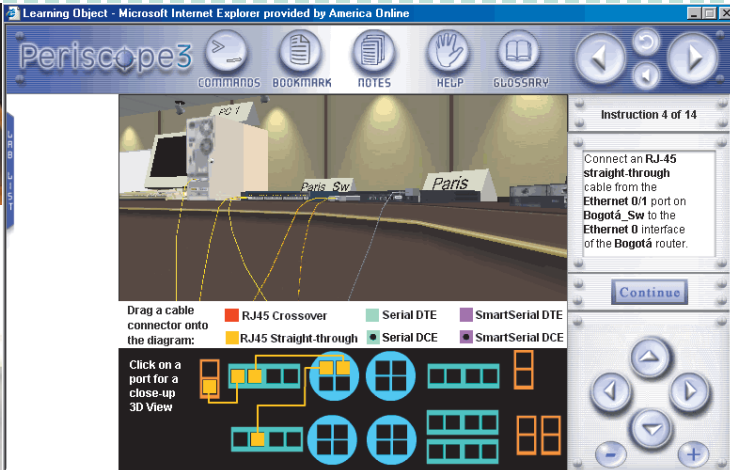 Learning Object - Microsoft Internet Explorer provided by America Online
Periscope3
COMMANDS
BOOKMARK
NOTES
HELP
GLOSSARY
LAB LIST
PC 1
Paris_Sw
Paris
Instruction 4 of 14
Connect an RJ-45
straight-through
cable from the
Ethernet 0/1 port on
Bogotá_Sw to the
Ethernet 0 interface
of the Bogotá router.
Continue
Drag a cable
connector onto
the diagram:
RJ45 Crossover
Serial DTE
SmartSerial DTE
RJ45 Straight-through
Serial DCE
SmartSerial DCE
Click on a
port for a
close-up
3D View